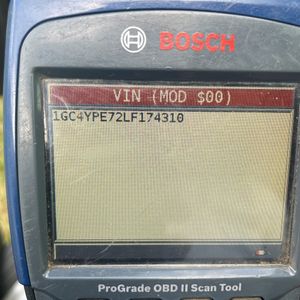 BOSCH
VIN (MOD $00)
1GC4YPE72LF174310
ProGrade OBD II Scan Tool